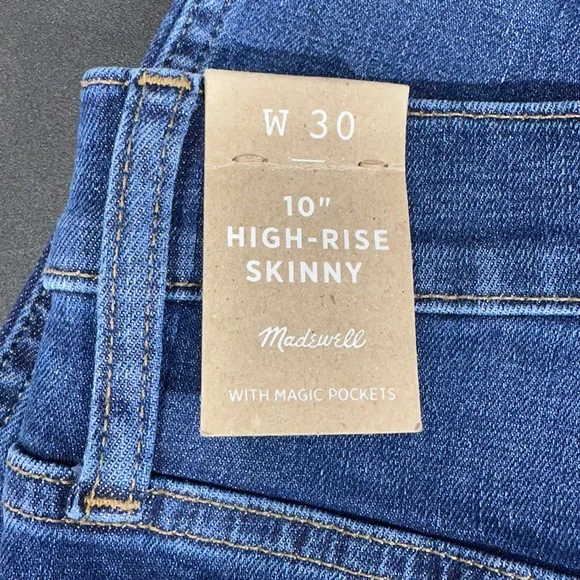 W 30
10"
HIGH-RISE
SKINNY
Madewell
WITH MAGIC POCKETS